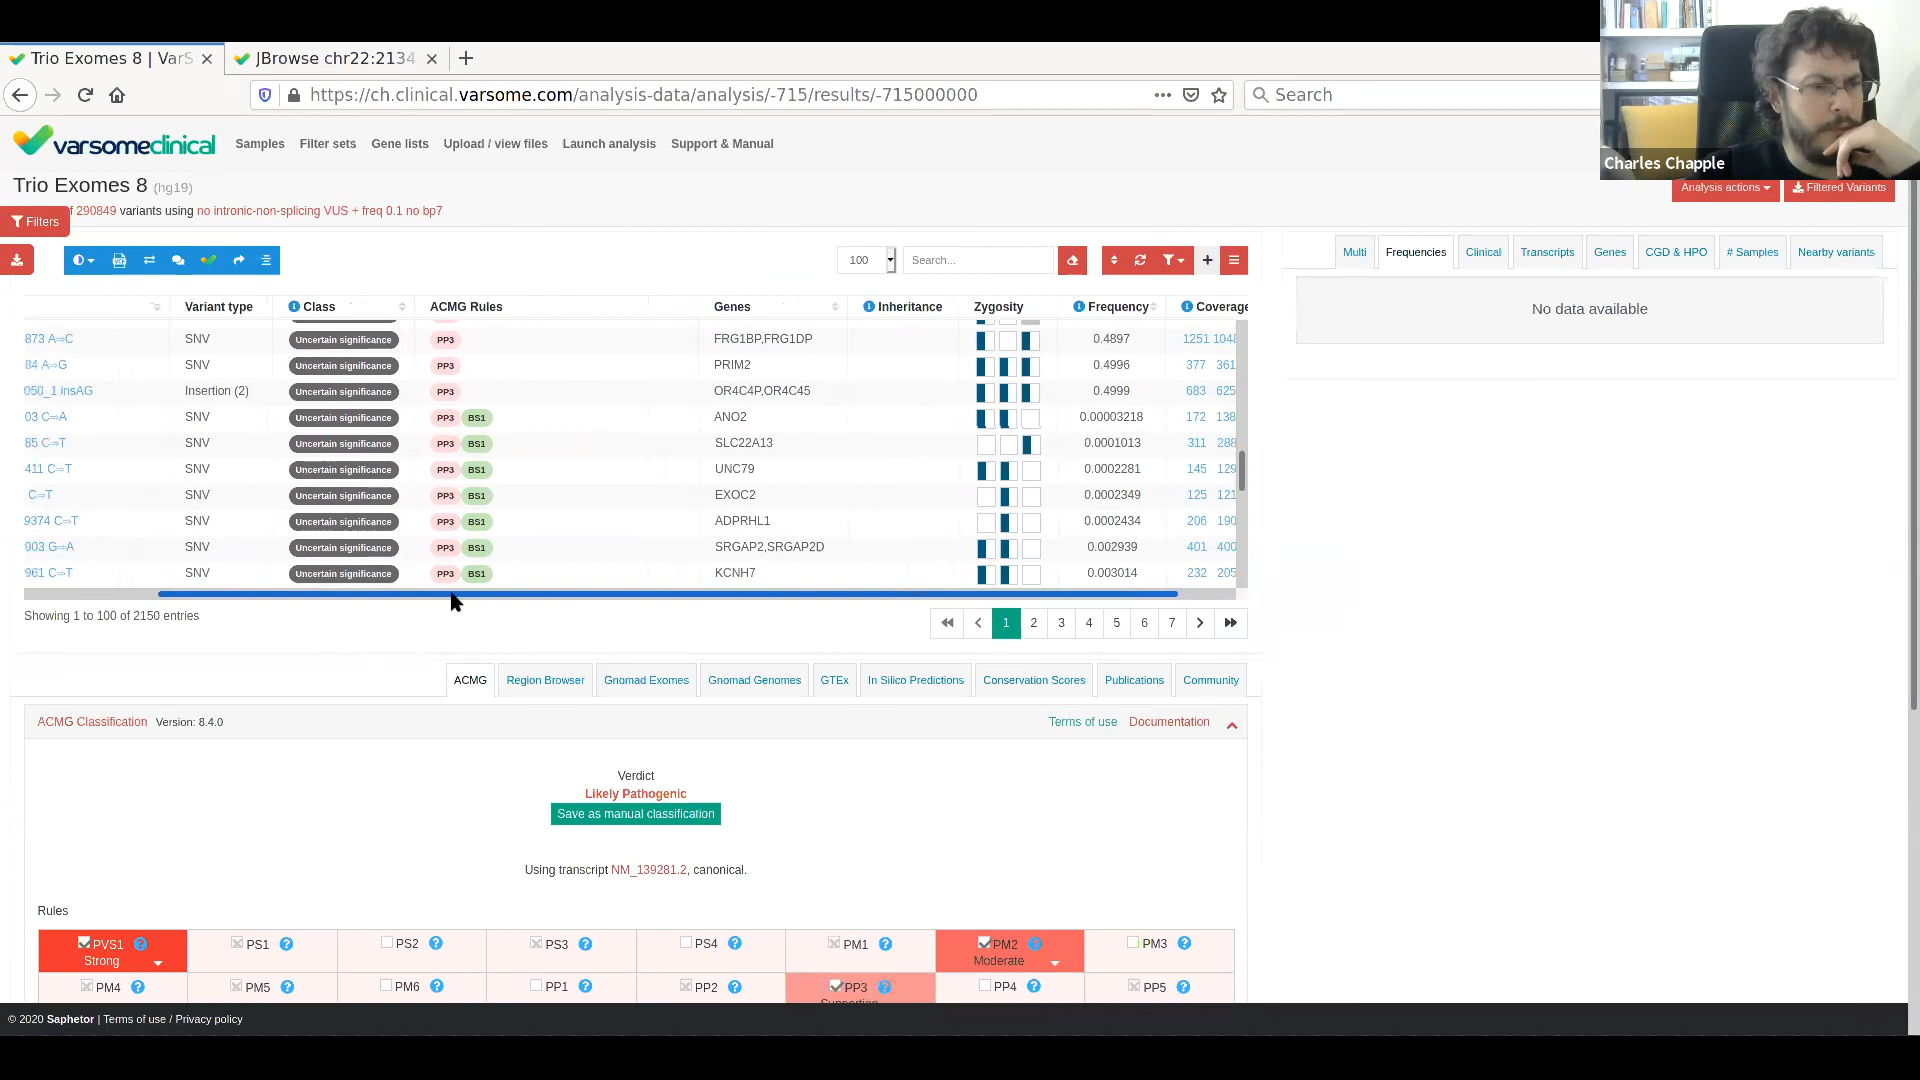 Trio Exomes 8 | VarS
JBrowse chr22:2134
https://ch.clinical.varsome.com/analysis-data/analysis/-715/results/-715000000
Search
Charles Chapple
varsomeclinical
Samples Filter sets Gene lists Upload / view files Launch analysis Support & Manual
Trio Exomes 8 (hg19)
Analysis actions Filtered Variants
f 290849 variants using no intronic-non-splicing VUS + freq 0.1 no bp7
Filters
100 Search...
Multi Frequencies Clinical Transcripts Genes CGD & HPO # Samples Nearby variants
No data available
Variant type Class ACMG Rules Genes Inheritance Zygosity Frequency Coverage
873 A⇒C SNV Uncertain significance PP3 FRG1BP,FRG1DP 0.4897 1251 104
84 A⇒G SNV Uncertain significance PP3 PRIM2 0.4996 377 361
050_1 insAG Insertion (2) Uncertain significance PP3 OR4C4P,OR4C45 0.4999 683 625
03 C⇒A SNV Uncertain significance PP3 BS1 ANO2 0.00003218 172 138
85 C⇒T SNV Uncertain significance PP3 BS1 SLC22A13 0.0001013 311 288
411 C⇒T SNV Uncertain significance PP3 BS1 UNC79 0.0002281 145 129
C⇒T SNV Uncertain significance PP3 BS1 EXOC2 0.0002349 125 121
9374 C⇒T SNV Uncertain significance PP3 BS1 ADPRHL1 0.0002434 206 190
903 G⇒A SNV Uncertain significance PP3 BS1 SRGAP2,SRGAP2D 0.002939 401 400
961 C⇒T SNV Uncertain significance PP3 BS1 KCNH7 0.003014 232 205
Showing 1 to 100 of 2150 entries
1 2 3 4 5 6 7
ACMG Region Browser Gnomad Exomes Gnomad Genomes GTEx In Silico Predictions Conservation Scores Publications Community
ACMG Classification Version: 8.4.0 Terms of use Documentation
Verdict
Likely Pathogenic
Save as manual classification
Using transcript NM_139281.2, canonical.
Rules
PVS1 PS1 PS2 PS3 PS4 PM1 PM2 PM3
Strong Moderate
PM4 PM5 PM6 PP1 PP2 PP3 PP4 PP5
Supporting
© 2020 Saphetor | Terms of use / Privacy policy